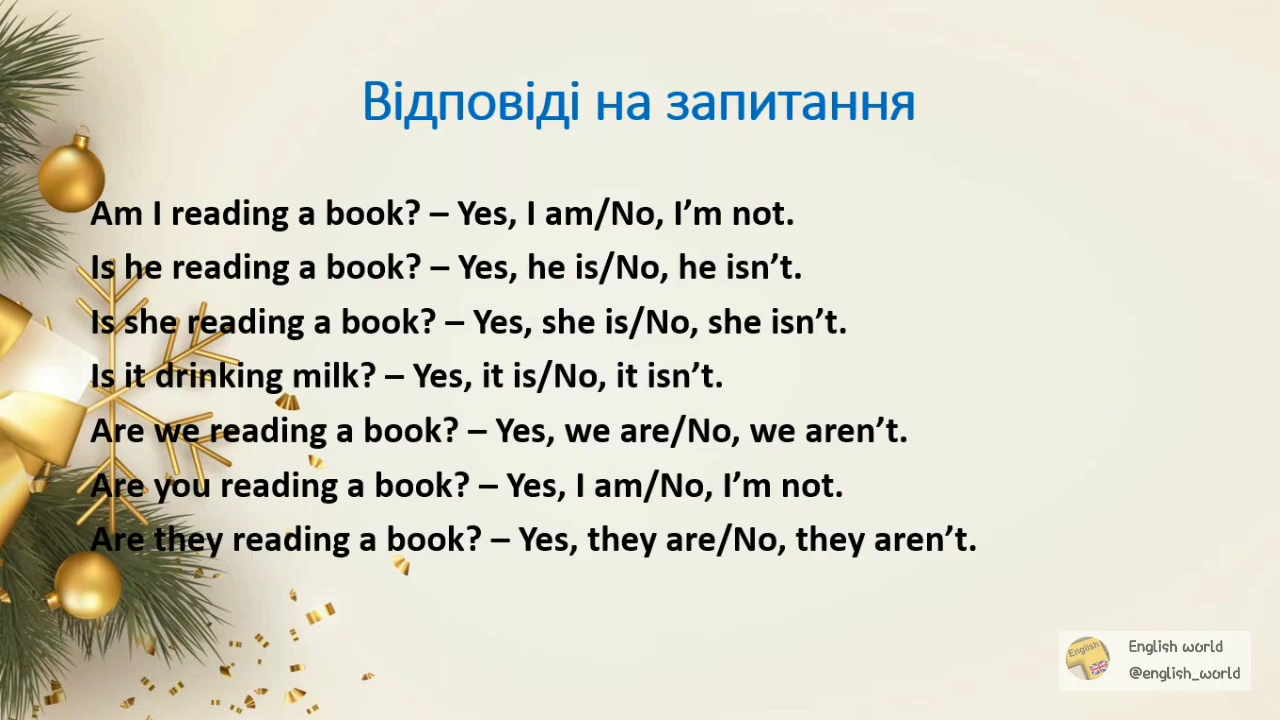 Відповіді на запитання
Am I reading a book? – Yes, I am/No, I’m not.
Is he reading a book? – Yes, he is/No, he isn’t.
Is she reading a book? – Yes, she is/No, she isn’t.
Is it drinking milk? – Yes, it is/No, it isn’t.
Are we reading a book? – Yes, we are/No, we aren’t.
Are you reading a book? – Yes, I am/No, I’m not.
Are they reading a book? – Yes, they are/No, they aren’t.
English
English world
@english_world